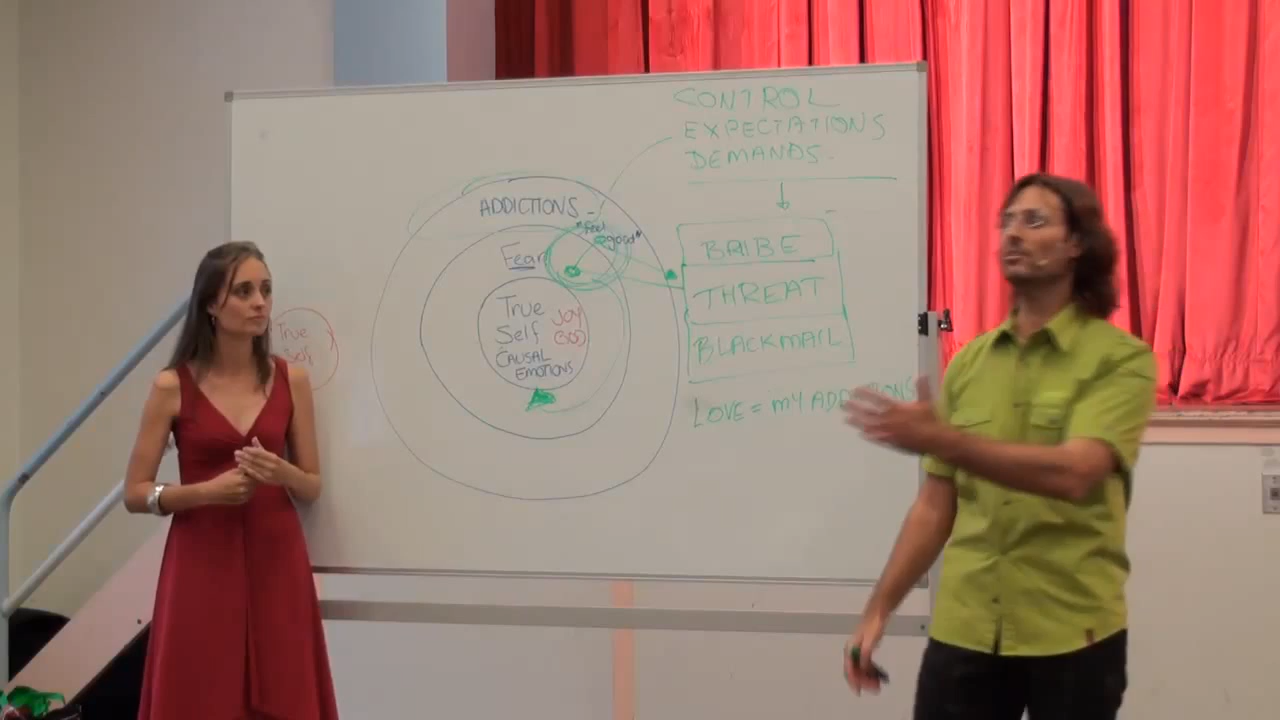 CONTROL
EXPECTATIONS
DEMANDS.
ADDICTIONS -
"feel
good"
Fear
BRIBE
THREAT
BLACKMAIL
True
Self
JOY
GOD
CAUSAL
EMOTIONS
True
Self
LOVE = MY ADDICTIONS